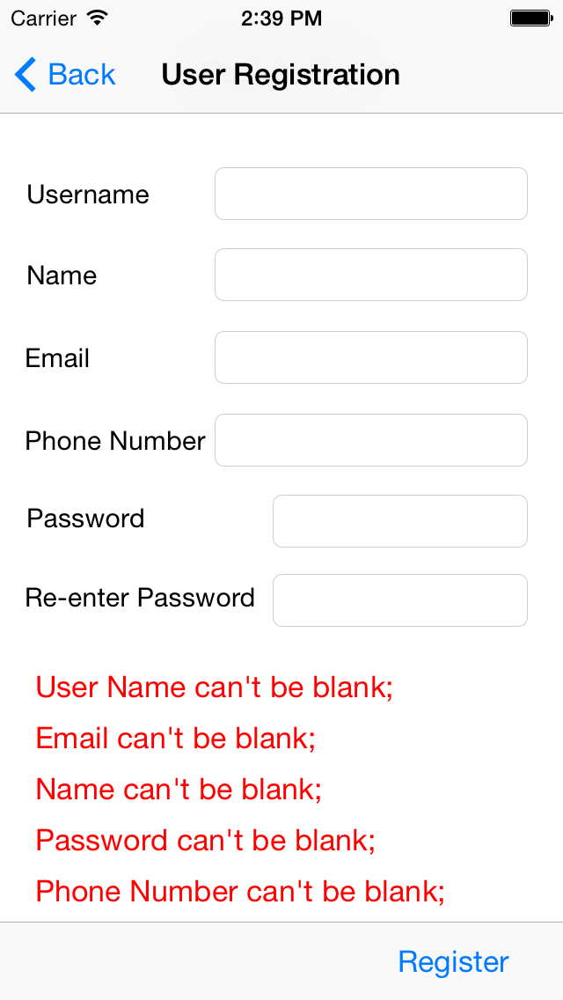 Carrier 2:39 PM
Back User Registration
Username
Name
Email
Phone Number
Password
Re-enter Password
User Name can't be blank;
Email can't be blank;
Name can't be blank;
Password can't be blank;
Phone Number can't be blank;
Register